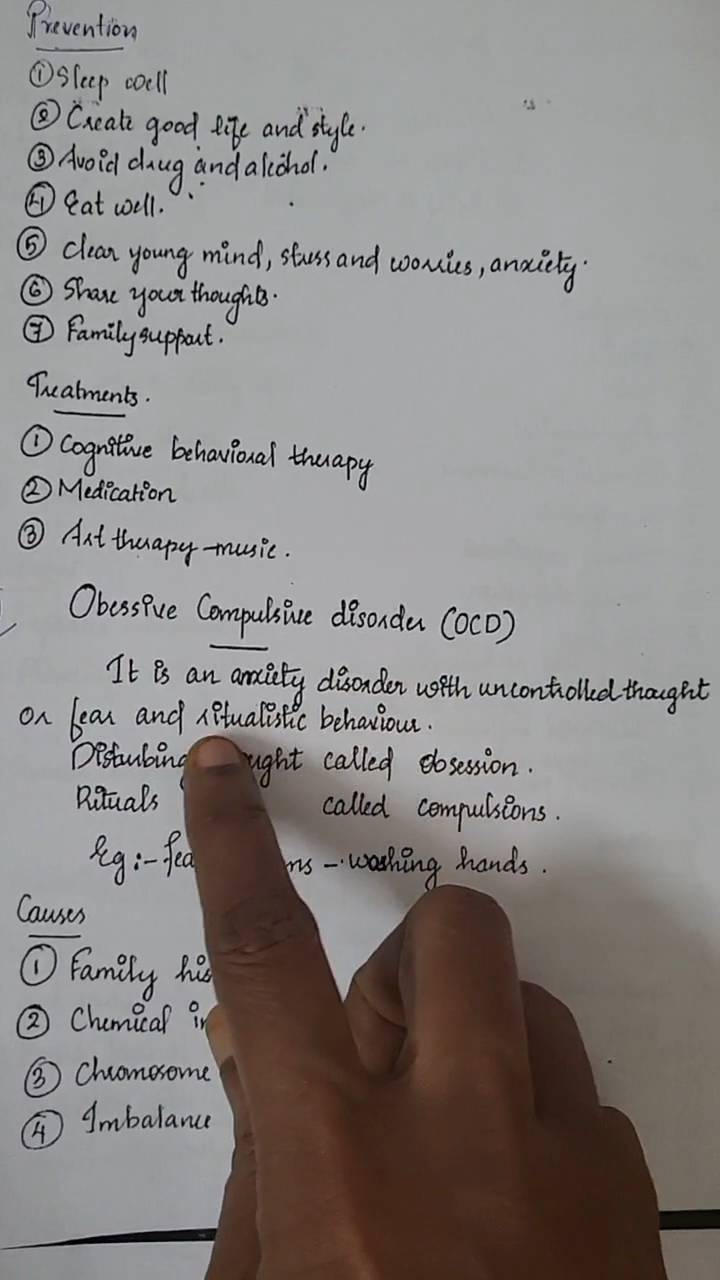 Prevention
① Sleep well
② Create good life and style.
③ Avoid drug and alcohol.
④ Eat well.
⑤ Clear young mind, stress and worries, anxiety.
⑥ Share your thoughts.
⑦ Family support.
Treatments.
① Cognitive behavioral therapy
② Medication
③ Art therapy - music.
Obessive Compulsive disorder (OCD)
It is an anxiety disorder with uncontrolled thought
or fear and ritualistic behaviour.
Disturbing called obsession.
Rituals called compulsions.
Eg:- - washing hands.
Causes
① Family
② Chemical
③ Chromosome
④ Imbalance